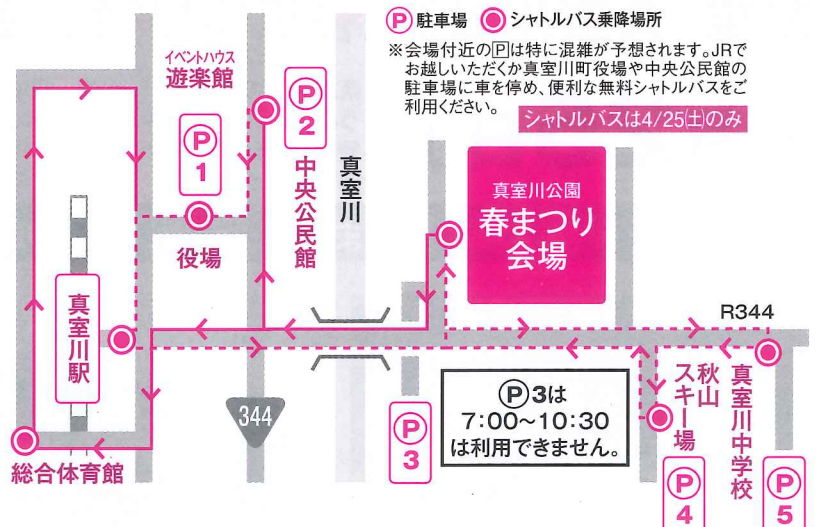 Ⓟ駐車場 ◉シャトルバス乗降場所
※会場付近の🄿は特に混雑が予想されます。JRで
お越しいただくか真室川町役場や中央公民館の
駐車場に車を停め、便利な無料シャトルバスをご
利用ください。
シャトルバスは4/25㈯のみ
イベントハウス
遊楽館
Ⓟ
1
役場
Ⓟ
2
中央公民館
真室川
真室川公園
春まつり
会場
真室川駅
R344
344
総合体育館
Ⓟ
3
Ⓟ3は
7:00〜10:30
は利用できません。
秋山
スキー場
Ⓟ
4
真室川中学校
Ⓟ
5